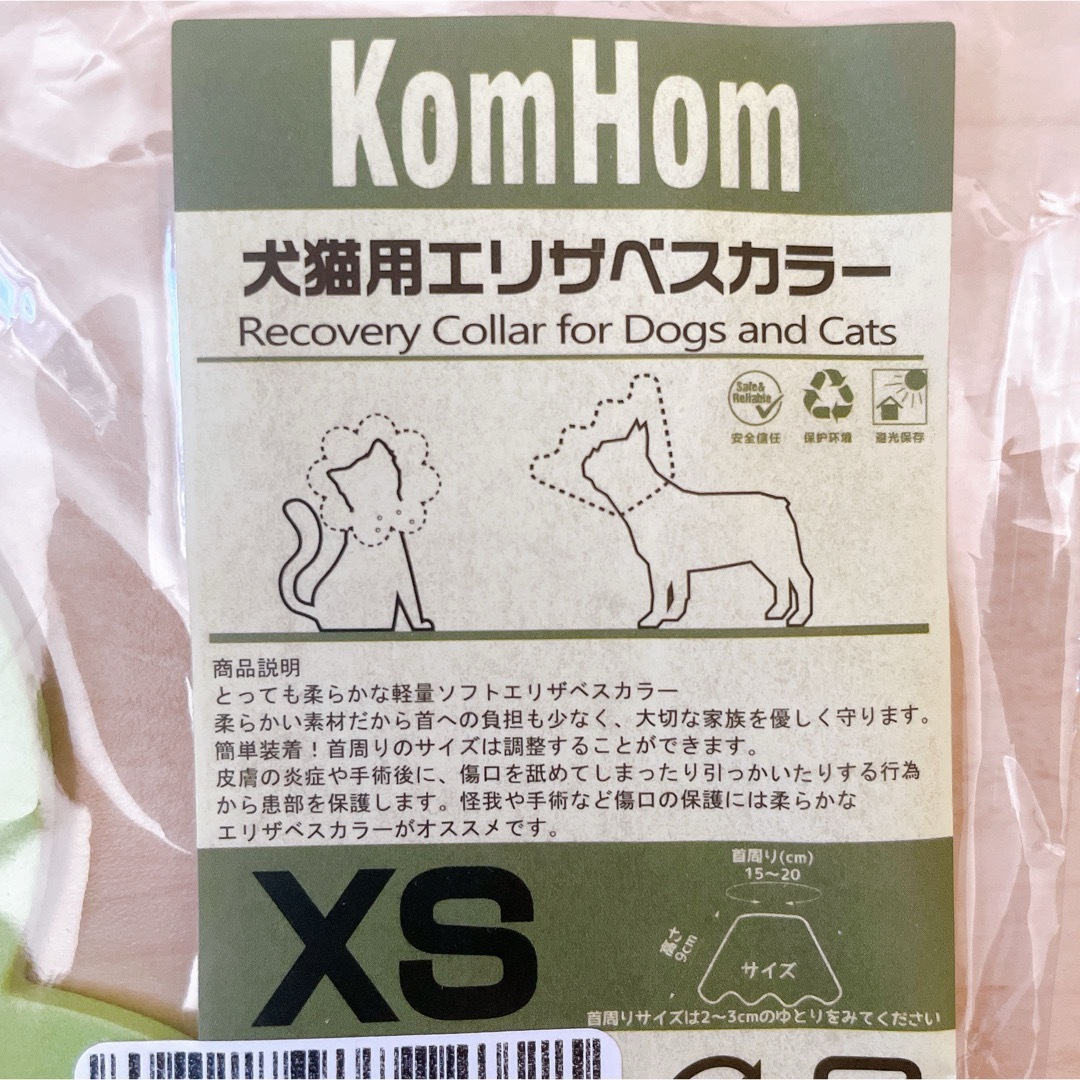 KomHom
犬猫用エリザベスカラー
Recovery Collar for Dogs and Cats
Safe&
Reliable
安全信任
保护环境
避光保存
商品説明
とっても柔らかな軽量ソフトエリザベスカラー
柔らかい素材だから首への負担も少なく、大切な家族を優しく守ります。
簡単装着！首周りのサイズは調整することができます。
皮膚の炎症や手術後に、傷口を舐めてしまったり引っかいたりする行為
から患部を保護します。怪我や手術など傷口の保護には柔らかな
エリザベスカラーがオススメです。
XS
首周り(cm)
15～20
高さ
9cm
サイズ
首周りサイズは2～3cmのゆとりをみてください